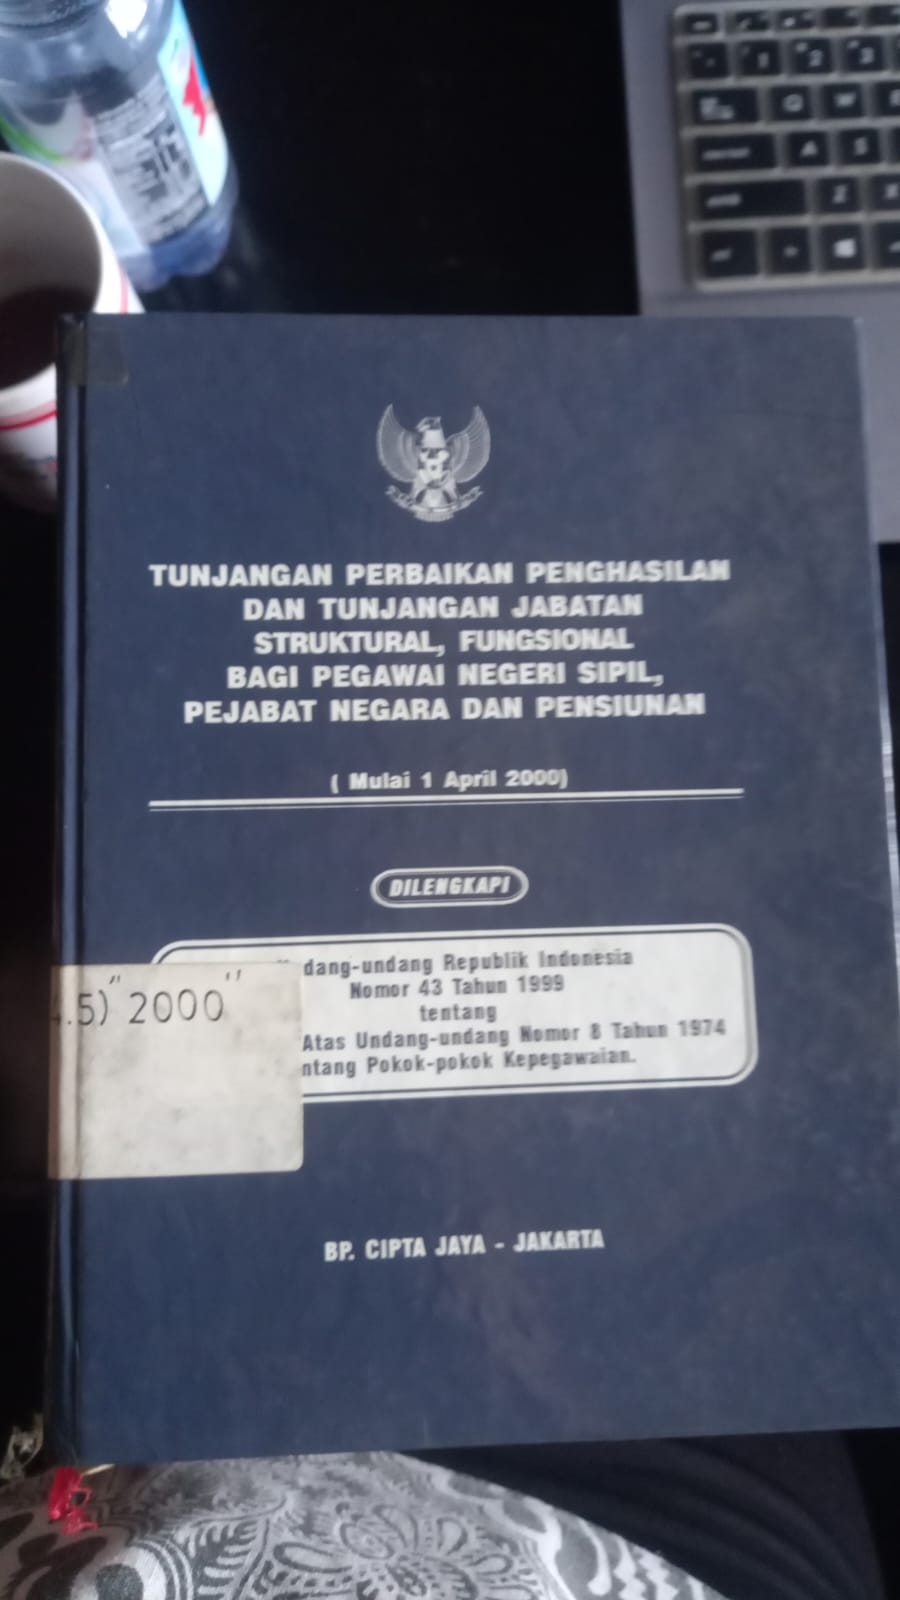 TUNJANGAN PERBAIKAN PENGHASILAN
DAN TUNJANGAN JABATAN
STRUKTURAL, FUNGSIONAL
BAGI PEGAWAI NEGERI SIPIL,
PEJABAT NEGARA DAN PENSIUNAN
( Mulai 1 April 2000)
DILENGKAPI
dang-undang Republik Indonesia
Nomor 43 Tahun 1999
tentang
Atas Undang-undang Nomor 8 Tahun 1974
ntang Pokok-pokok Kepegawaian.
.5)"2000"
BP. CIPTA JAYA - JAKARTA